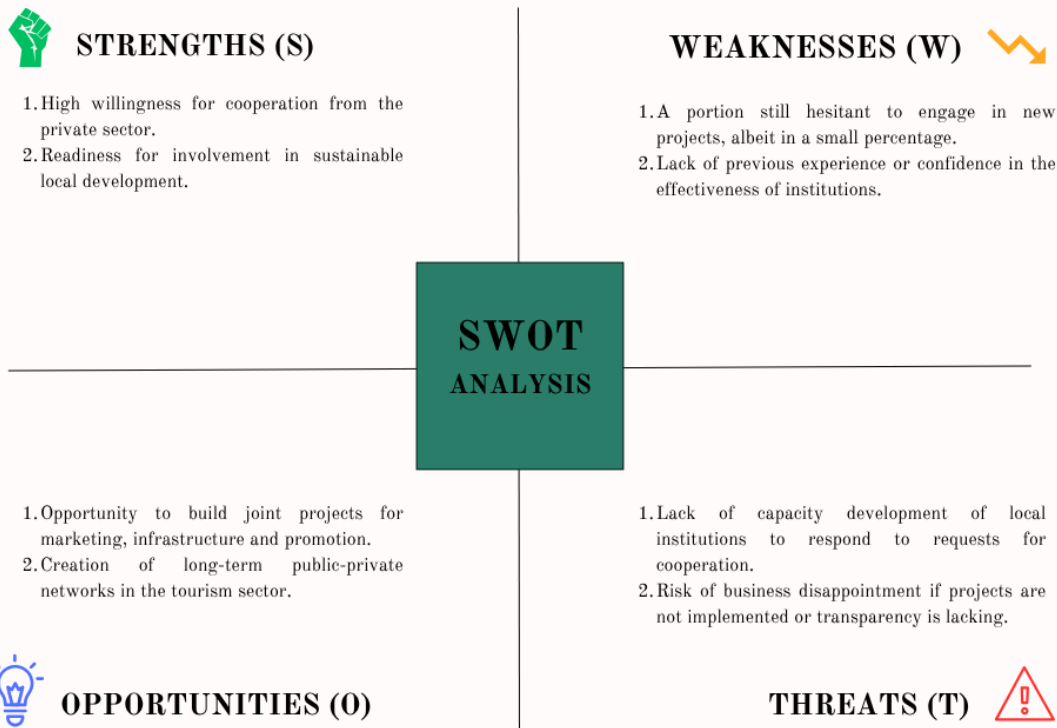 STRENGTHS (S)
1. High willingness for cooperation from the
private sector.
2. Readiness for involvement in sustainable
local development.
WEAKNESSES (W)
1. A portion still hesitant to engage in new
projects, albeit in a small percentage.
2. Lack of previous experience or confidence in the
effectiveness of institutions.
SWOT
ANALYSIS
1. Opportunity to build joint projects for
marketing, infrastructure and promotion.
2. Creation of long-term public-private
networks in the tourism sector.
OPPORTUNITIES (O)
1. Lack of capacity development of local
institutions to respond to requests for
cooperation.
2. Risk of business disappointment if projects are
not implemented or transparency is lacking.
THREATS (T)